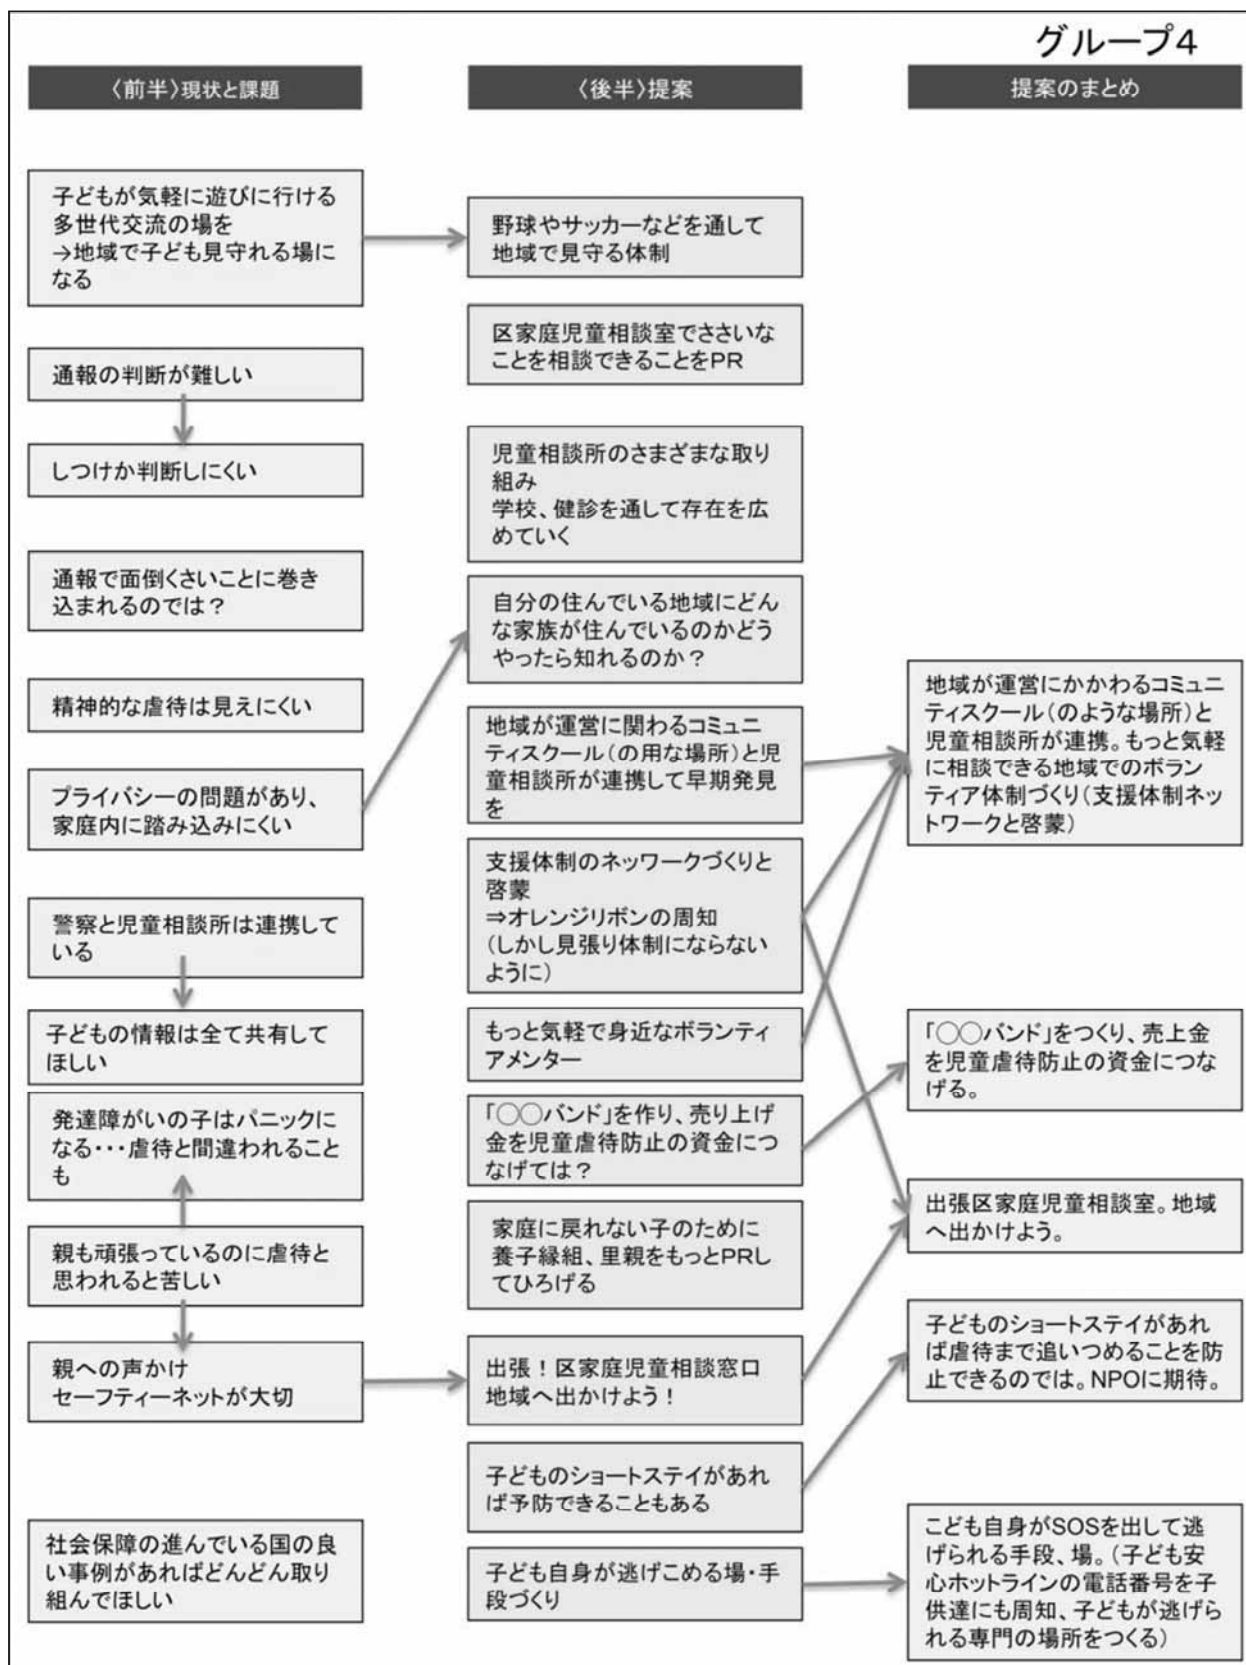 グループ4
〈前半〉現状と課題
〈後半〉提案
提案のまとめ
子どもが気軽に遊びに行ける
多世代交流の場を
→地域で子ども見守れる場に
なる
通報の判断が難しい
しつけか判断しにくい
通報で面倒くさいことに巻き
込まれるのでは？
精神的な虐待は見えにくい
プライバシーの問題があり、
家庭内に踏み込みにくい
警察と児童相談所は連携して
いる
子どもの情報は全て共有して
ほしい
発達障がいの子はパニックに
なる・・・虐待と間違われること
も
親も頑張っているのに虐待と
思われると苦しい
親への声かけ
セーフティーネットが大切
社会保障の進んでいる国の良
い事例があればどんどん取り
組んでほしい
野球やサッカーなどを通して
地域で見守る体制
区家庭児童相談室でささいな
ことを相談できることをPR
児童相談所のさまざまな取り
組み
学校、健診を通して存在を広
めていく
自分の住んでいる地域にどん
な家族が住んでいるのかどう
やったら知れるのか？
地域が運営に関わるコミュニ
ティスクール（の用な場所）と児
童相談所が連携して早期発見
を
支援体制のネッワークづくりと
啓蒙
⇒オレンジリボンの周知
（しかし見張り体制にならない
ように）
もっと気軽で身近なボランティ
アメンター
「○○バンド」を作り、売り上げ
金を児童虐待防止の資金につ
なげては？
家庭に戻れない子のために
養子縁組、里親をもっとPRし
てひろげる
出張！区家庭児童相談窓口
地域へ出かけよう！
子どものショートステイがあれ
ば予防できることもある
子ども自身が逃げこめる場・手
段づくり
地域が運営にかかわるコミュニ
ティスクール（のような場所）と
児童相談所が連携。もっと気軽
に相談できる地域でのボラン
ティア体制づくり（支援体制ネッ
トワークと啓蒙）
「○○バンド」をつくり、売上金
を児童虐待防止の資金につな
げる。
出張区家庭児童相談室。地域
へ出かけよう。
子どものショートステイがあれ
ば虐待まで追いつめることを防
止できるのでは。NPOに期待。
こども自身がSOSを出して逃
げられる手段、場。（子ども安
心ホットラインの電話番号を子
供達にも周知、子どもが逃げら
れる専門の場所をつくる）